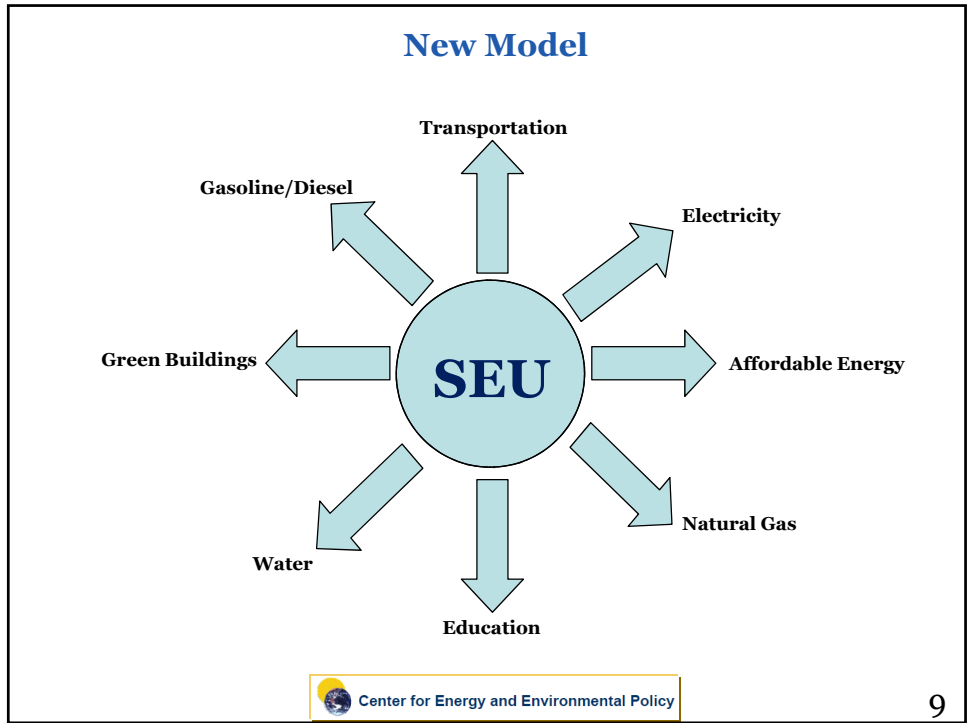 New Model
Transportation
Gasoline/Diesel
Electricity
Green Buildings
SEU
Affordable Energy
Natural Gas
Water
Education
Center for Energy and Environmental Policy
9